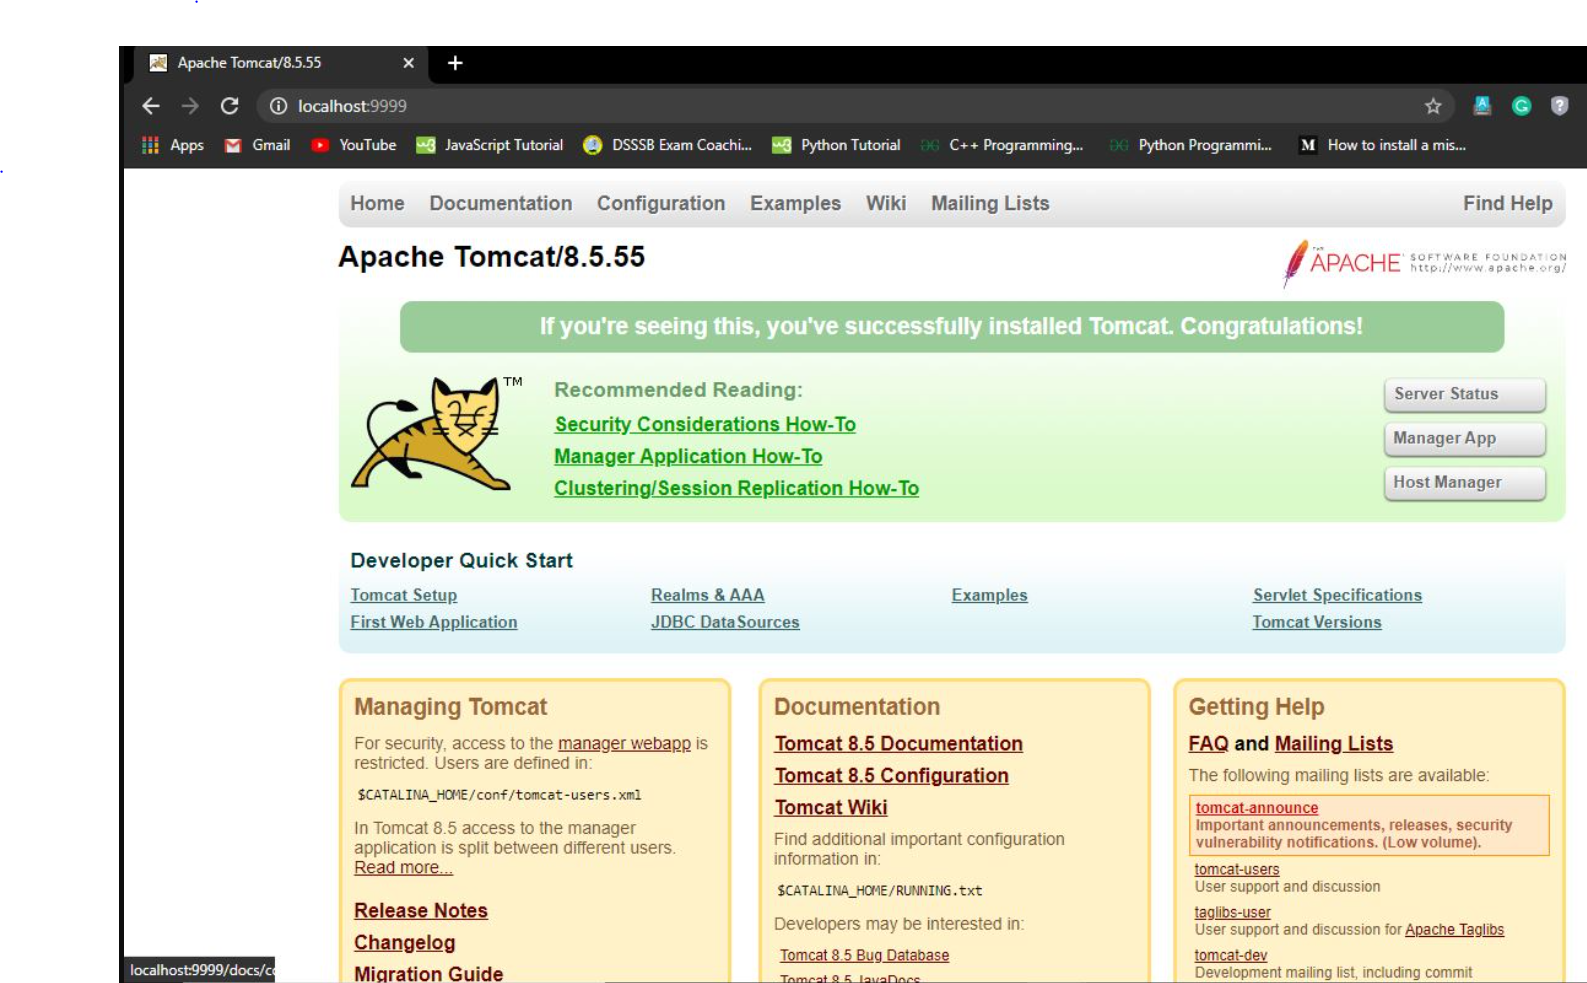 Apache Tomcat/8.5.55
localhost:9999
Apps Gmail YouTube JavaScript Tutorial DSSSB Exam Coachi... Python Tutorial C++ Programming... Python Programmi... M How to install a mis...
Home Documentation Configuration Examples Wiki Mailing Lists Find Help
Apache Tomcat/8.5.55
THE APACHE SOFTWARE FOUNDATION
http://www.apache.org/
If you're seeing this, you've successfully installed Tomcat. Congratulations!
TM
Recommended Reading:
Security Considerations How-To
Manager Application How-To
Clustering/Session Replication How-To
Server Status
Manager App
Host Manager
Developer Quick Start
Tomcat Setup
First Web Application
Realms & AAA
JDBC DataSources
Examples
Servlet Specifications
Tomcat Versions
Managing Tomcat
For security, access to the manager webapp is
restricted. Users are defined in:
$CATALINA_HOME/conf/tomcat-users.xml
In Tomcat 8.5 access to the manager
application is split between different users.
Read more...
Release Notes
Changelog
Migration Guide
Documentation
Tomcat 8.5 Documentation
Tomcat 8.5 Configuration
Tomcat Wiki
Find additional important configuration
information in:
$CATALINA_HOME/RUNNING.txt
Developers may be interested in:
Tomcat 8.5 Bug Database
Tomcat 8.5 JavaDocs
Getting Help
FAQ and Mailing Lists
The following mailing lists are available:
tomcat-announce
Important announcements, releases, security
vulnerability notifications. (Low volume).
tomcat-users
User support and discussion
taglibs-user
User support and discussion for Apache Taglibs
tomcat-dev
Development mailing list, including commit
localhost:9999/docs/